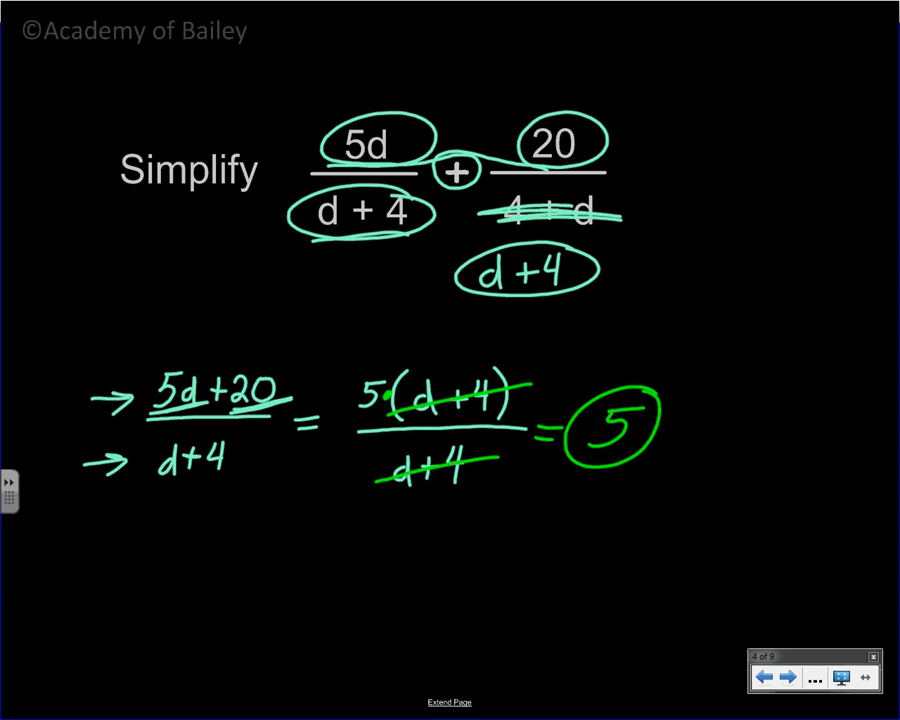 ©Academy of Bailey
Simplify 5d/d + 4 + 20/4 + d
d+4
→ 5d+20 = 5·(d+4) = 5
→ d+4 d+4
4 of 9
...
Extend Page